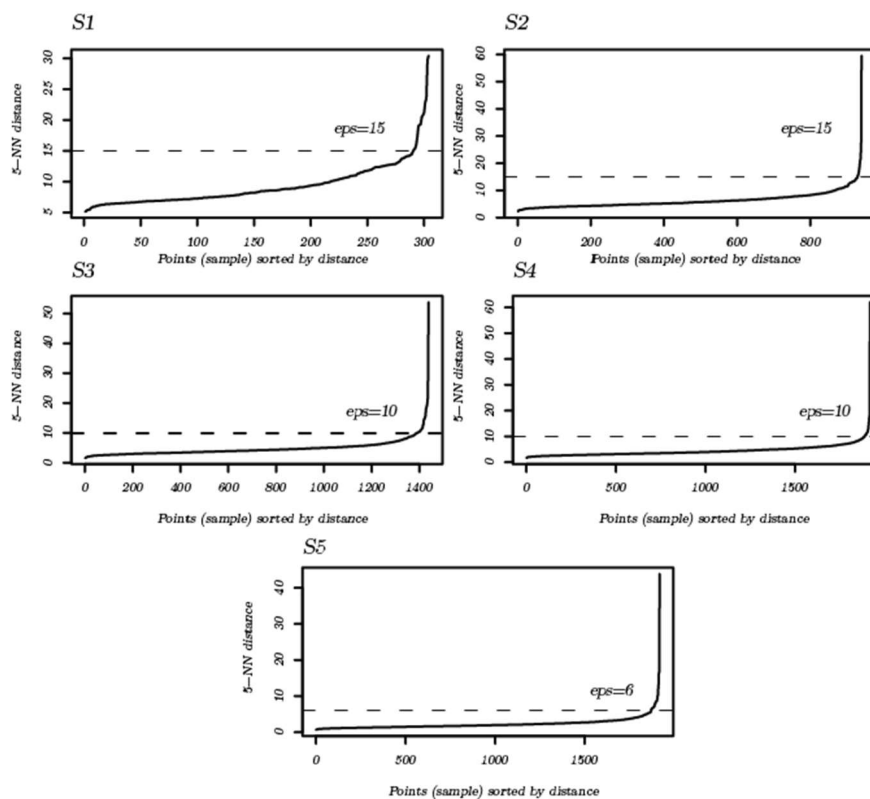 S1
30
25
20
15
10
5
5−NN distance
eps=15
0 50 100 150 200 250 300
Points (sample) sorted by distance
S2
60
50
40
30
20
10
0
5−NN distance
eps=15
0 200 400 600 800
Points (sample) sorted by distance
S3
50
40
30
20
10
0
5−NN distance
eps=10
0 200 400 600 800 1000 1200 1400
Points (sample) sorted by distance
S4
60
50
40
30
20
10
0
5−NN distance
eps=10
0 500 1000 1500
Points (sample) sorted by distance
S5
40
30
20
10
0
5−NN distance
eps=6
0 500 1000 1500
Points (sample) sorted by distance